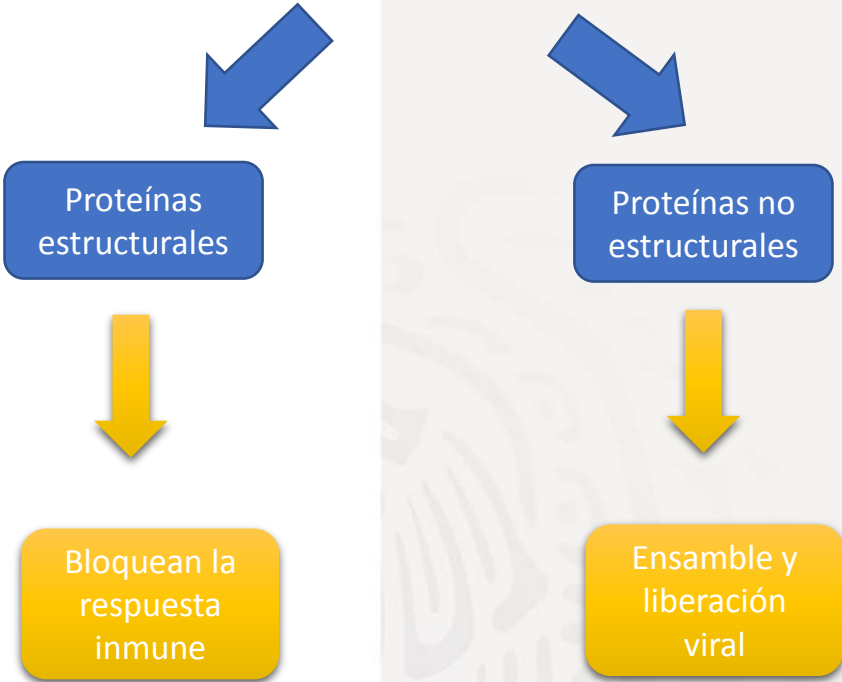 Proteínas
estructurales
Proteínas no
estructurales
Bloquean la
respuesta
inmune
Ensamble y
liberación
viral